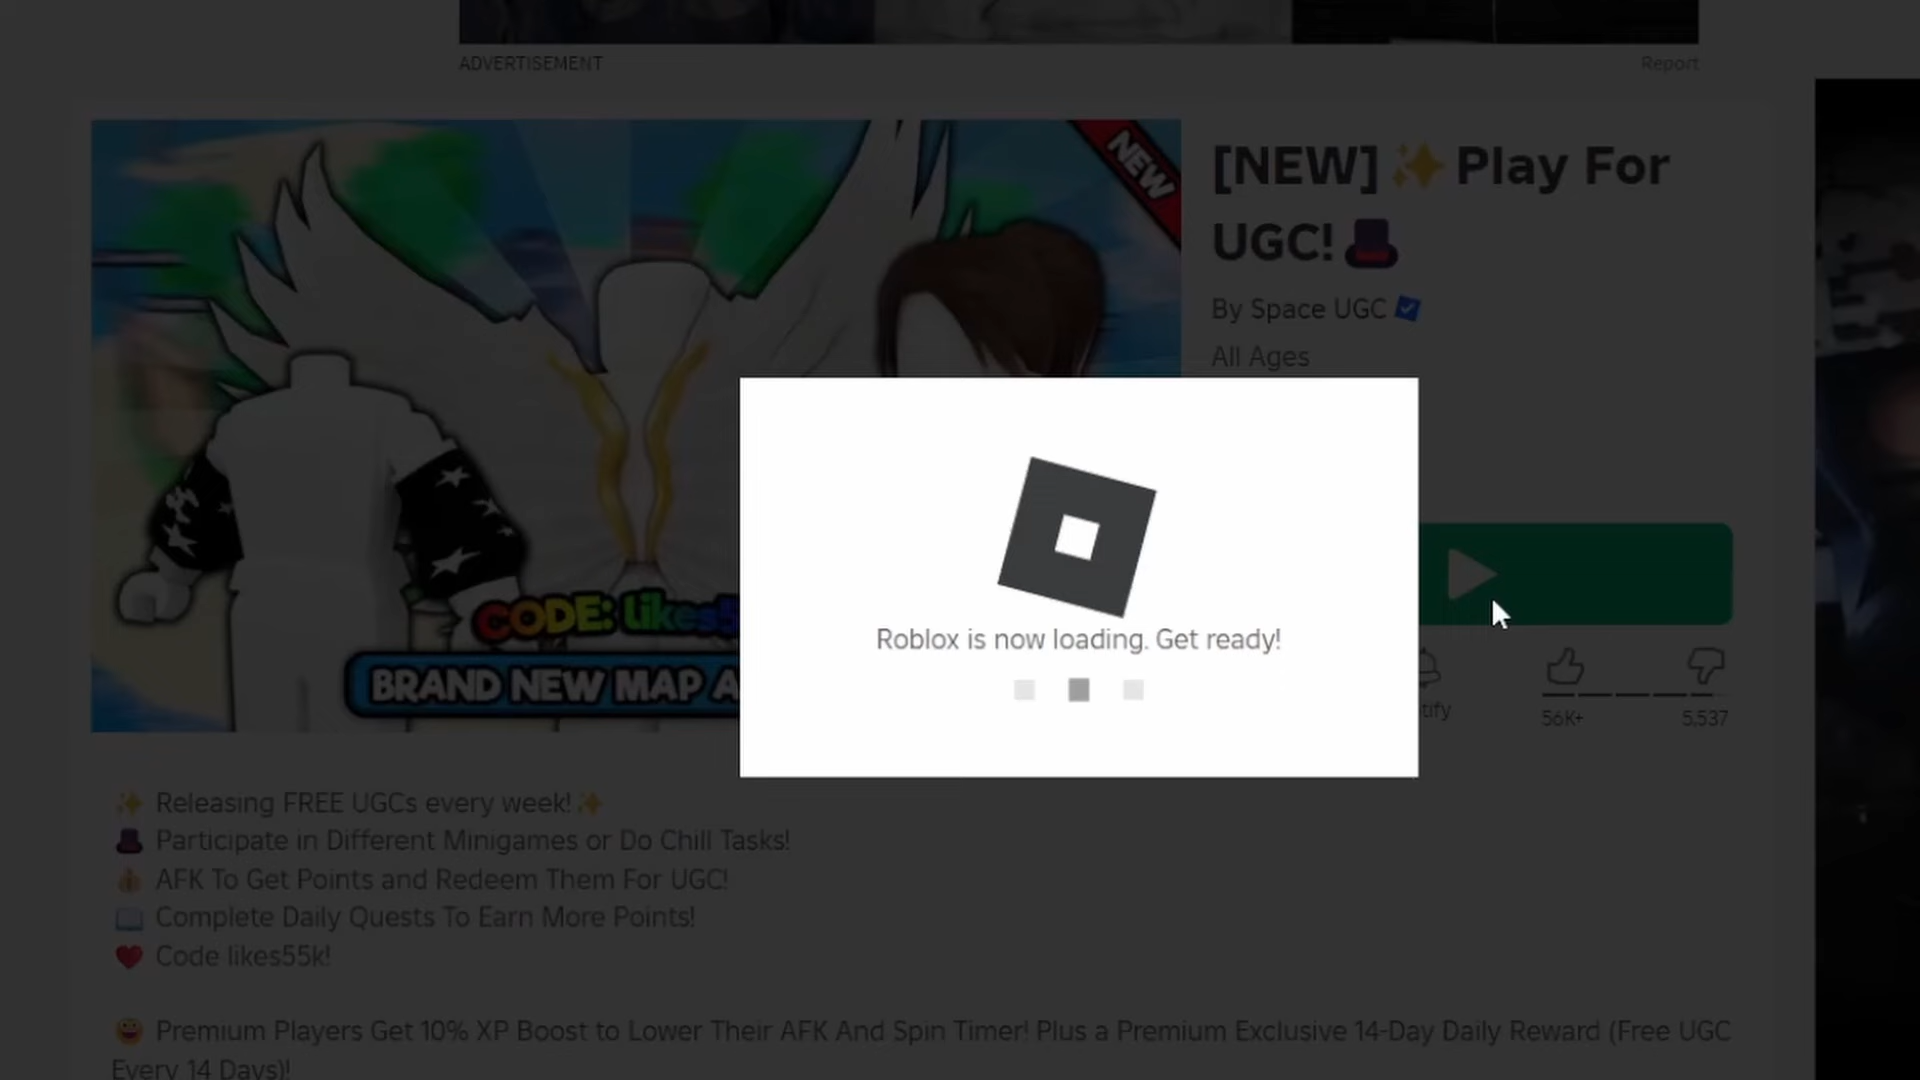 ADVERTISEMENT
Report
NEW
[NEW]✨Play For
UGC!
By Space UGC
All Ages
CODE: likes
BRAND NEW MAP A
Roblox is now loading. Get ready!
tify
56K+
5,537
✨ Releasing FREE UGCs every week!✨
Participate in Different Minigames or Do Chill Tasks!
💰 AFK To Get Points and Redeem Them For UGC!
📖 Complete Daily Quests To Earn More Points!
❤️ Code likes55k!
😀 Premium Players Get 10% XP Boost to Lower Their AFK And Spin Timer! Plus a Premium Exclusive 14-Day Daily Reward (Free UGC
Every 14 Days)!